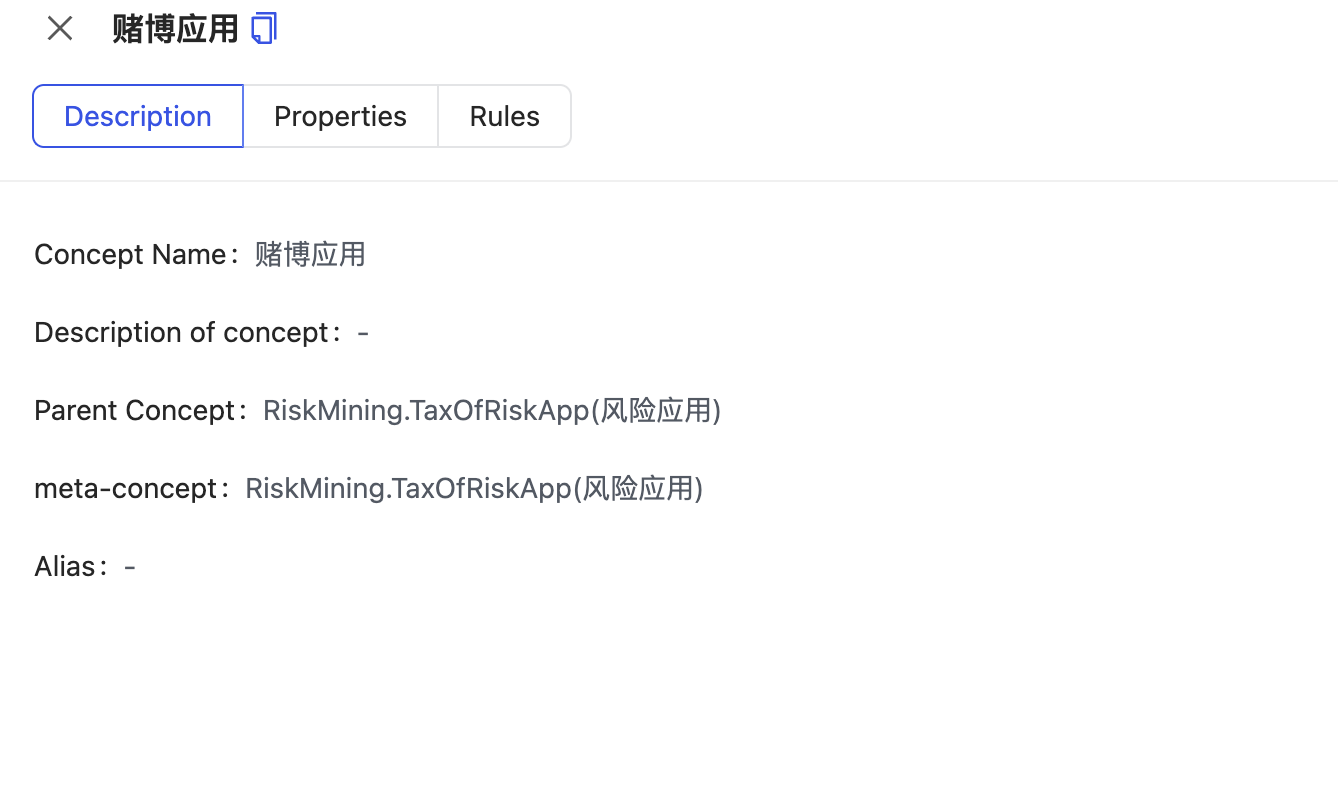 赌博应用
Description Properties Rules
Concept Name： 赌博应用
Description of concept： -
Parent Concept： RiskMining.TaxOfRiskApp(风险应用)
meta-concept： RiskMining.TaxOfRiskApp(风险应用)
Alias： -